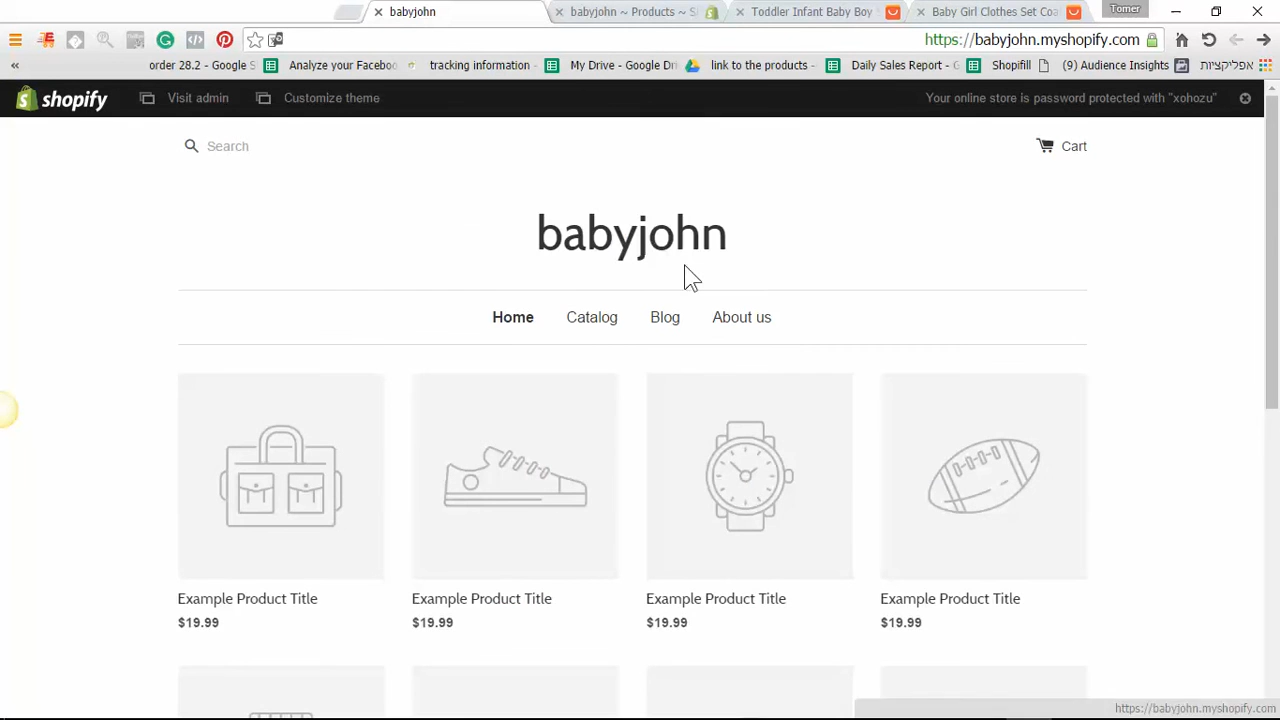 babyjohn
babyjohn ~ Products ~ S
Toddler Infant Baby Boy
Baby Girl Clothes Set Coa
Tomer
https://babyjohn.myshopify.com
order 28.2 - Google S
Analyze your Faceboo
tracking information
My Drive - Google Dri
link to the products
Daily Sales Report - G
Shopifill
(9) Audience Insights
אפליקציות
shopify
Visit admin
Customize theme
Your online store is password protected with "xohozu"
Search
Cart
babyjohn
Home
Catalog
Blog
About us
Example Product Title
$19.99
Example Product Title
$19.99
Example Product Title
$19.99
Example Product Title
$19.99
https://babyjohn.myshopify.com